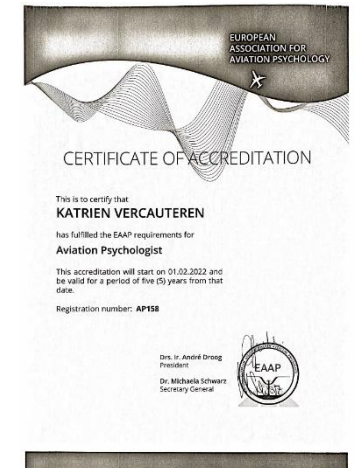 EUROPEAN
ASSOCIATION FOR
AVIATION PSYCHOLOGY
CERTIFICATE OF ACCREDITATION
This is to certify that
KATRIEN VERCAUTEREN
has fulfilled the EAAP requirements for
Aviation Psychologist
This accreditation will start on 01.02.2022 and
be valid for a period of five (5) years from that
date.
Registration number: AP158
Drs. Ir. André Droog
President
Dr. Michaela Schwarz
Secretary General
EAAP